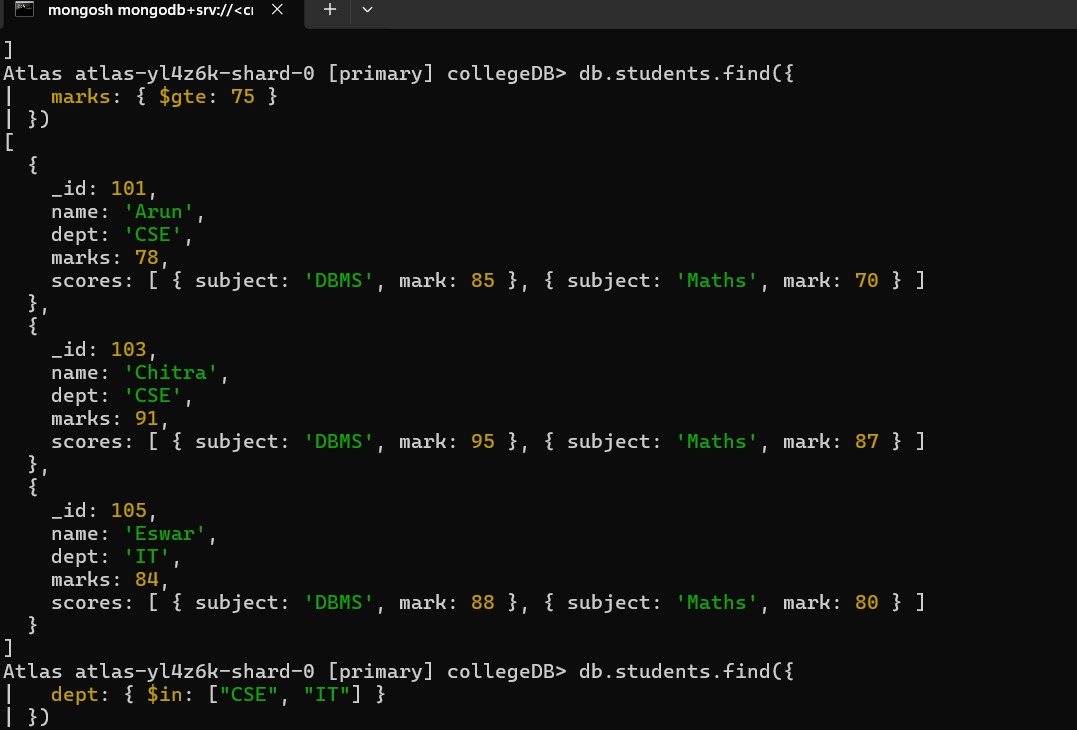 mongosh mongodb+srv://<cr
]
Atlas atlas-yl4z6k-shard-0 [primary] collegeDB> db.students.find({
|   marks: { $gte: 75 }
| })
[
  {
    _id: 101,
    name: 'Arun',
    dept: 'CSE',
    marks: 78,
    scores: [ { subject: 'DBMS', mark: 85 }, { subject: 'Maths', mark: 70 } ]
  },
  {
    _id: 103,
    name: 'Chitra',
    dept: 'CSE',
    marks: 91,
    scores: [ { subject: 'DBMS', mark: 95 }, { subject: 'Maths', mark: 87 } ]
  },
  {
    _id: 105,
    name: 'Eswar',
    dept: 'IT',
    marks: 84,
    scores: [ { subject: 'DBMS', mark: 88 }, { subject: 'Maths', mark: 80 } ]
  }
]
Atlas atlas-yl4z6k-shard-0 [primary] collegeDB> db.students.find({
|   dept: { $in: ["CSE", "IT"] }
| })